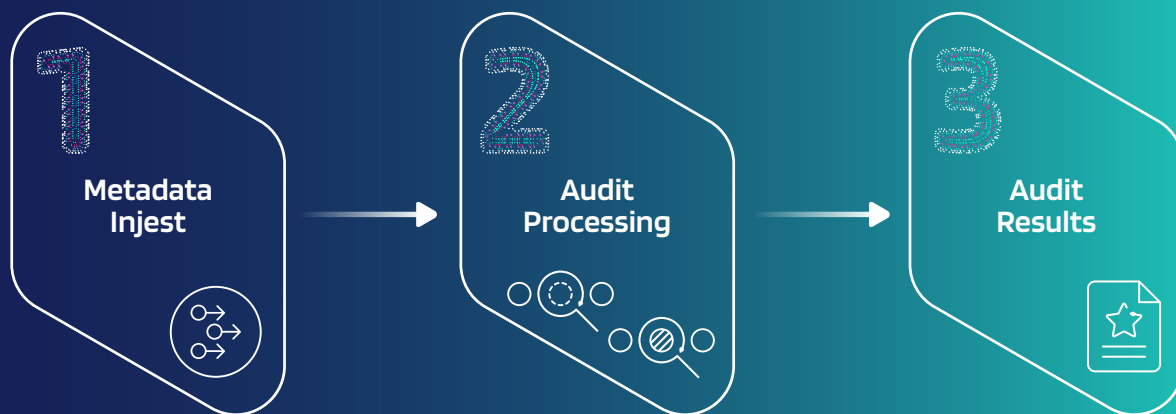 1
Metadata
Injest
2
Audit
Processing
3
Audit
Results